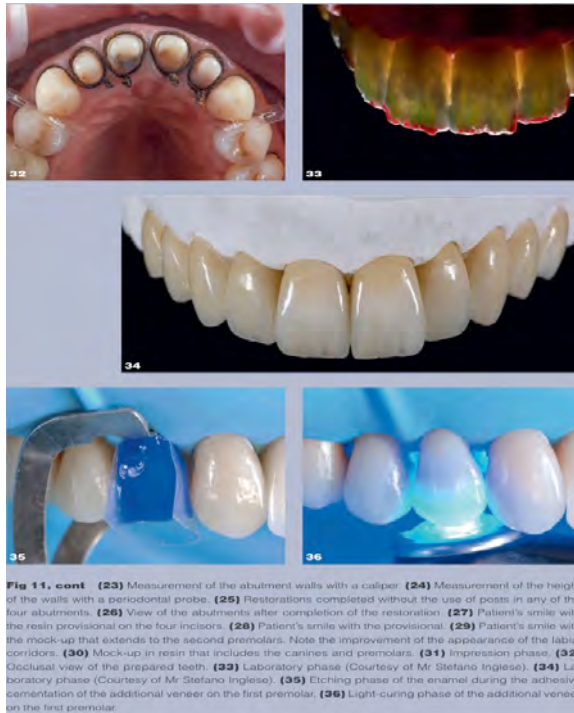 32
33
34
35
36
Fig 11, cont (23) Measurement of the abutment walls with a caliper. (24) Measurement of the heigh
of the walls with a periodontal probe. (25) Restorations completed without the use of posts in any of th
four abutments. (26) View of the abutments after completion of the restoration. (27) Patient's smile wit
the resin provisional on the four incisors. (28) Patient's smile with the provisional. (29) Patient's smile wit
the mock-up that extends to the second premolars. Note the improvement of the appearance of the labia
corridors. (30) Mock-up in resin that includes the canines and premolars. (31) Impression phase. (32
Occlusal view of the prepared teeth. (33) Laboratory phase (Courtesy of Mr Stefano Inglese). (34) La
boratory phase (Courtesy of Mr Stefano Inglese). (35) Etching phase of the enamel during the adhesiv
cementation of the additional veneer on the first premolar. (36) Light-curing phase of the additional venee
on the first premolar.